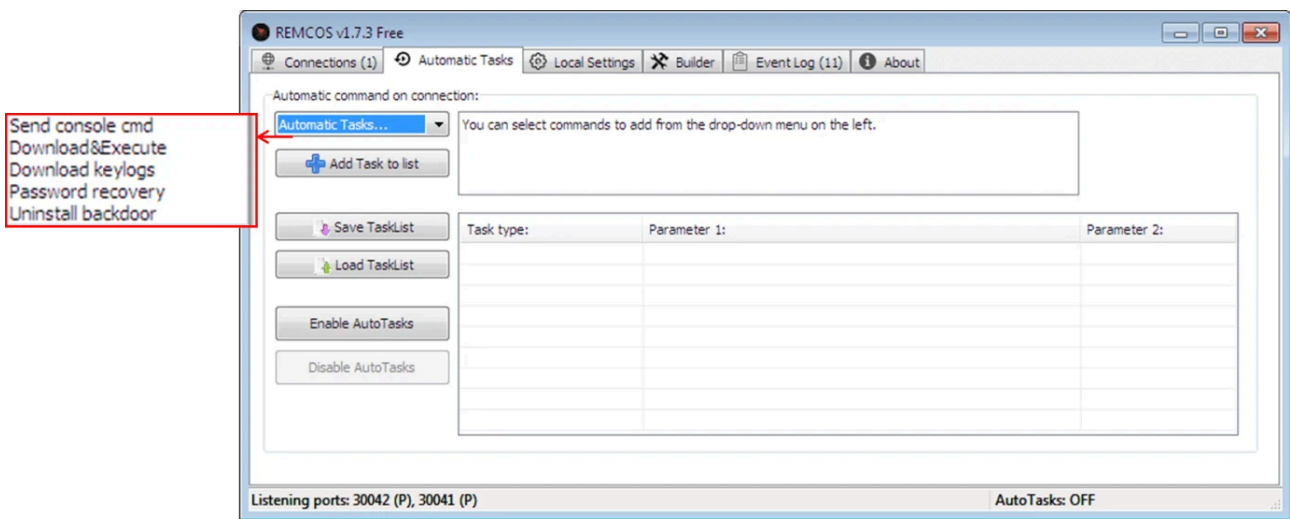 REMCOS v1.7.3 Free
Connections (1) Automatic Tasks Local Settings Builder Event Log (11) About
Automatic command on connection:
Automatic Tasks...
You can select commands to add from the drop-down menu on the left.
Send console cmd
Download&Execute
Download keylogs
Password recovery
Uninstall backdoor
Add Task to list
Save TaskList
Load TaskList
Enable AutoTasks
Disable AutoTasks
Task type: Parameter 1: Parameter 2:
Listening ports: 30042 (P), 30041 (P) AutoTasks: OFF